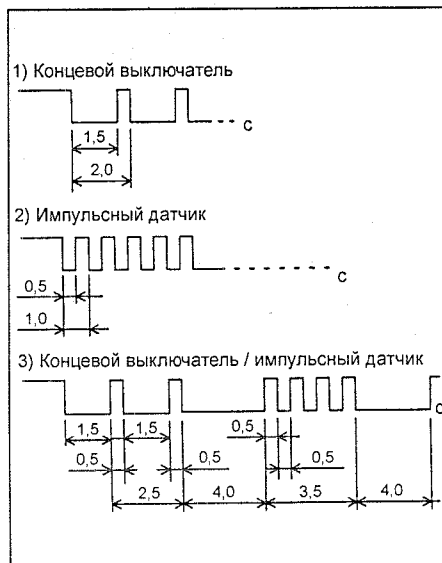 1) Концевой выключатель
с
1,5
2,0
2) Импульсный датчик
с
0,5
1,0
3) Концевой выключатель / импульсный датчик
с
1,5 1,5 0,5
0,5 0,5 0,5
2,5 4,0 3,5 4,0